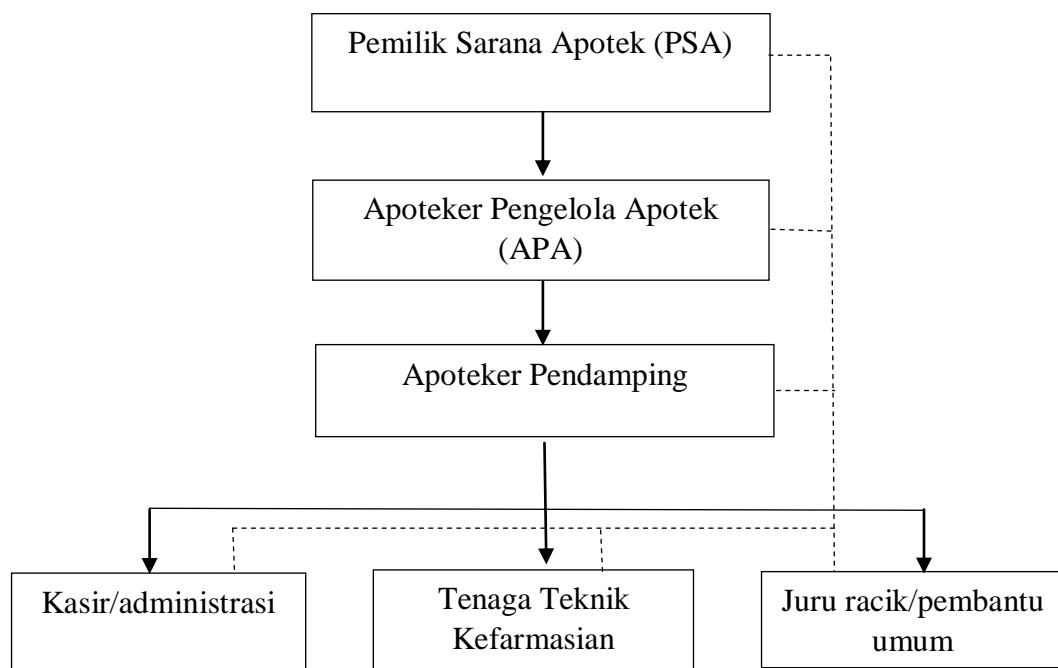 Pemilik Sarana Apotek (PSA)
Apoteker Pengelola Apotek
(APA)
Apoteker Pendamping
Kasir/administrasi
Tenaga Teknik
Kefarmasian
Juru racik/pembantu
umum